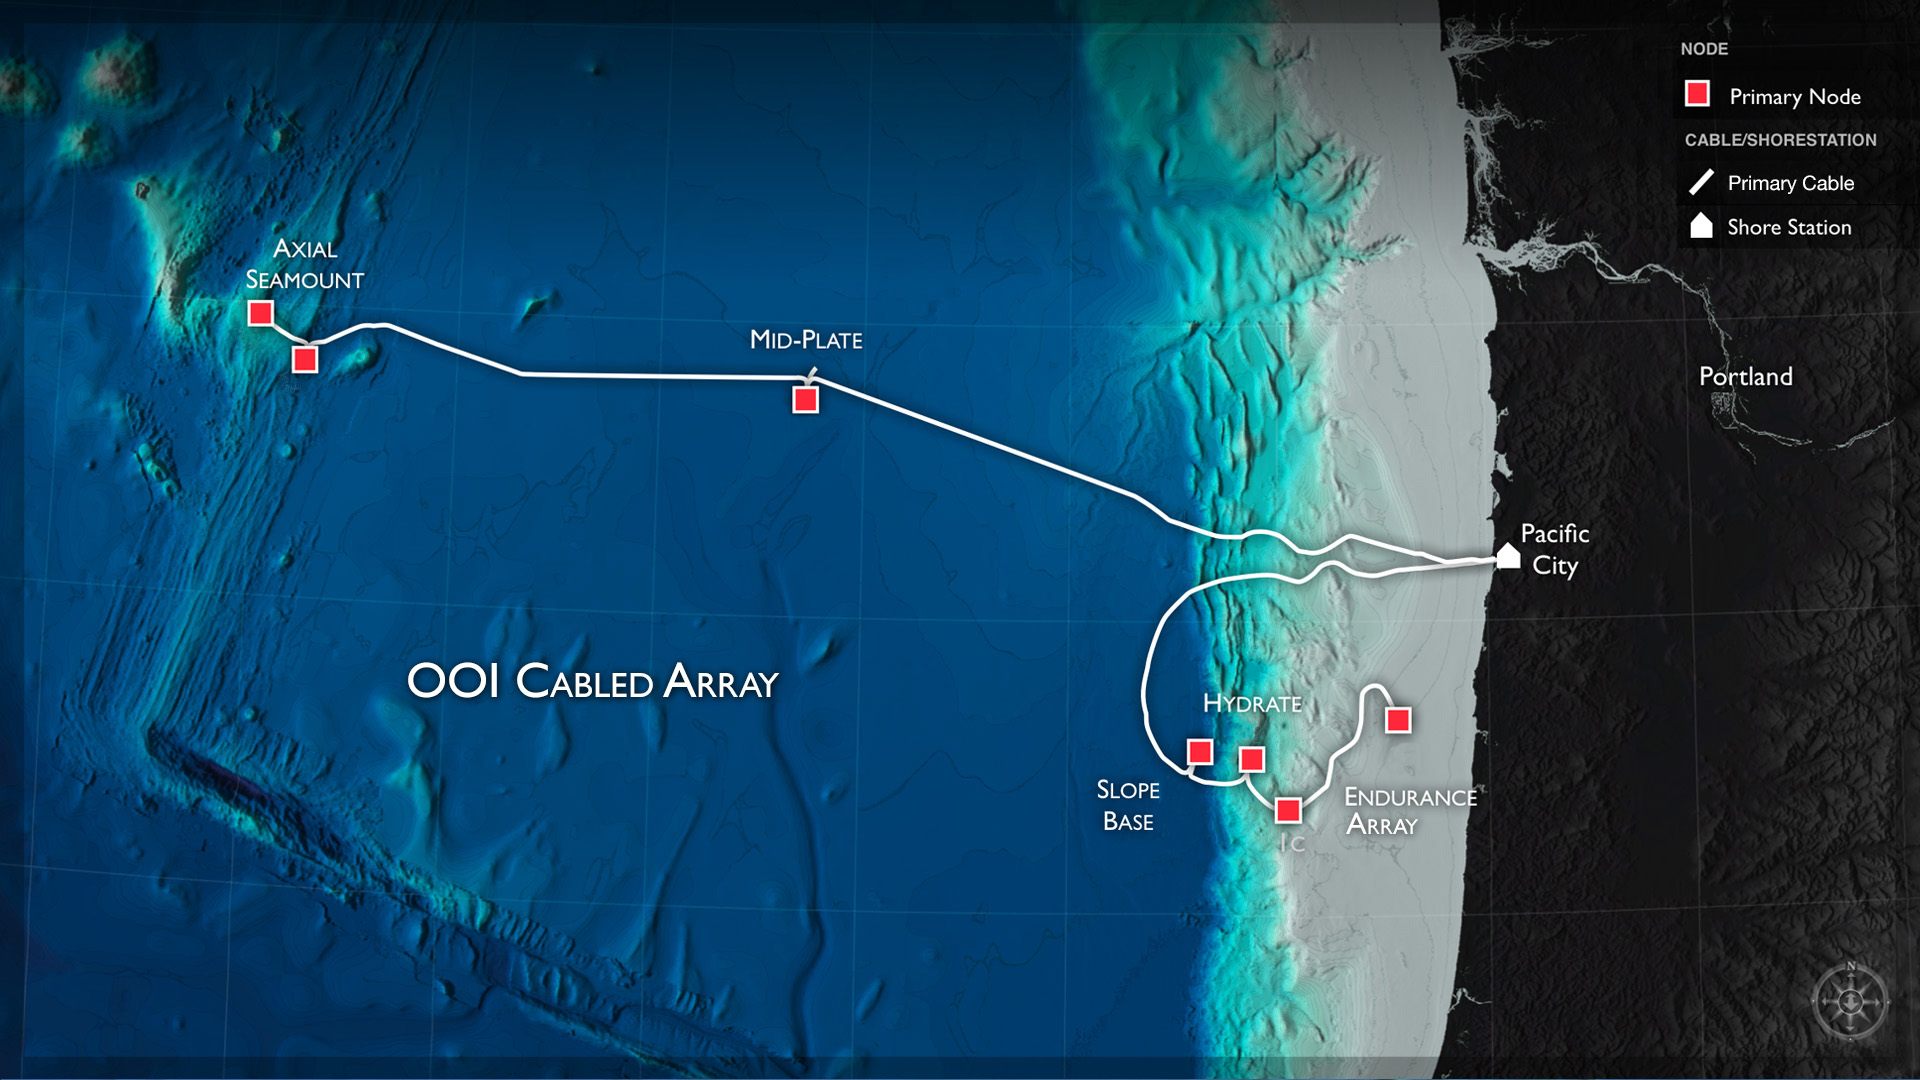 NODE
Primary Node
CABLE/SHORESTATION
Primary Cable
Shore Station
AXIAL
SEAMOUNT
MID-PLATE
Portland
Pacific
City
OOI CABLED ARRAY
HYDRATE
SLOPE
BASE
ENDURANCE
ARRAY
1C
N